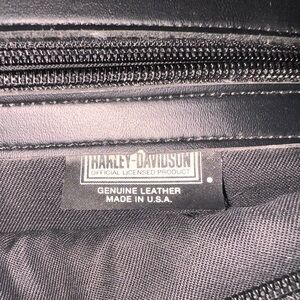 HARLEY-DAVIDSON
OFFICIAL LICENSED PRODUCT
GENUINE LEATHER
MADE IN U.S.A.